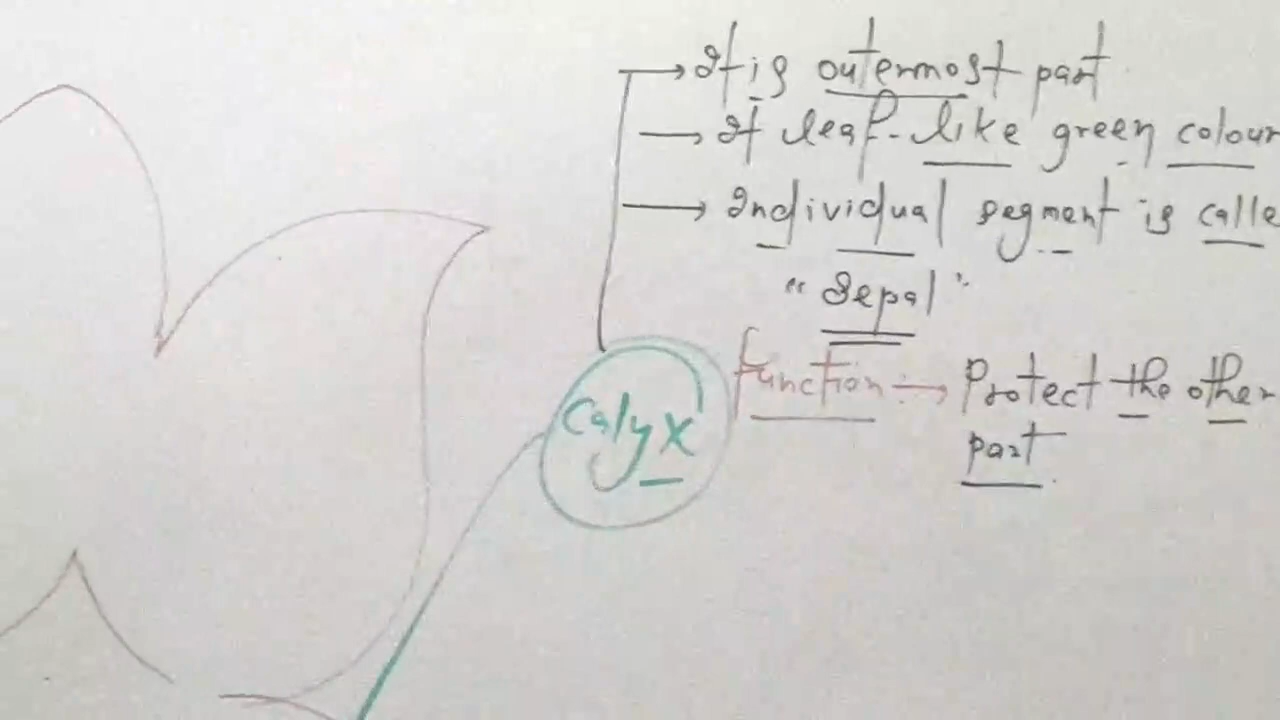 → It is outermost part
→ It leaf-like green colour
→ Individual segment is calle
"Sepal"
Calyx
function :→ Protect the other
part.